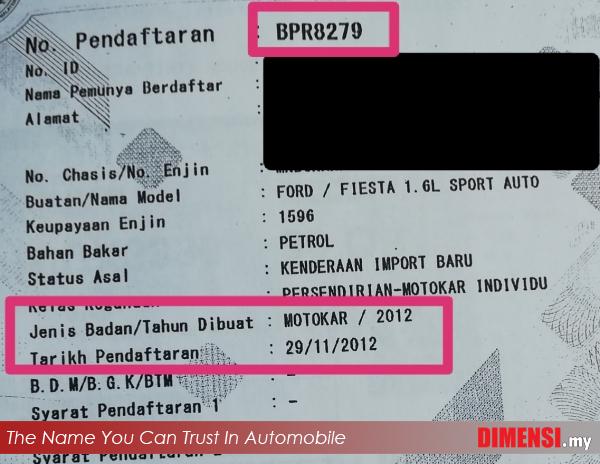 No. Pendaftaran : BPR8279
No. ID :
Nama Pemunya Berdaftar :
Alamat :
No. Chasis/No. Enjin :
Buatan/Nama Model : FORD / FIESTA 1.6L SPORT AUTO
Keupayaan Enjin : 1596
Bahan Bakar : PETROL
Status Asal : KENDERAAN IMPORT BARU
: PERSENDIRIAN-MOTOKAR INDIVIDU
Jenis Badan/Tahun Dibuat : MOTOKAR / 2012
Tarikh Pendaftaran : 29/11/2012
B.D.M/B.G.K/BTM : -
Syarat Pendaftaran 1 : -
The Name You Can Trust In Automobile
DIMENSI.my
Syarat Pendaftaran